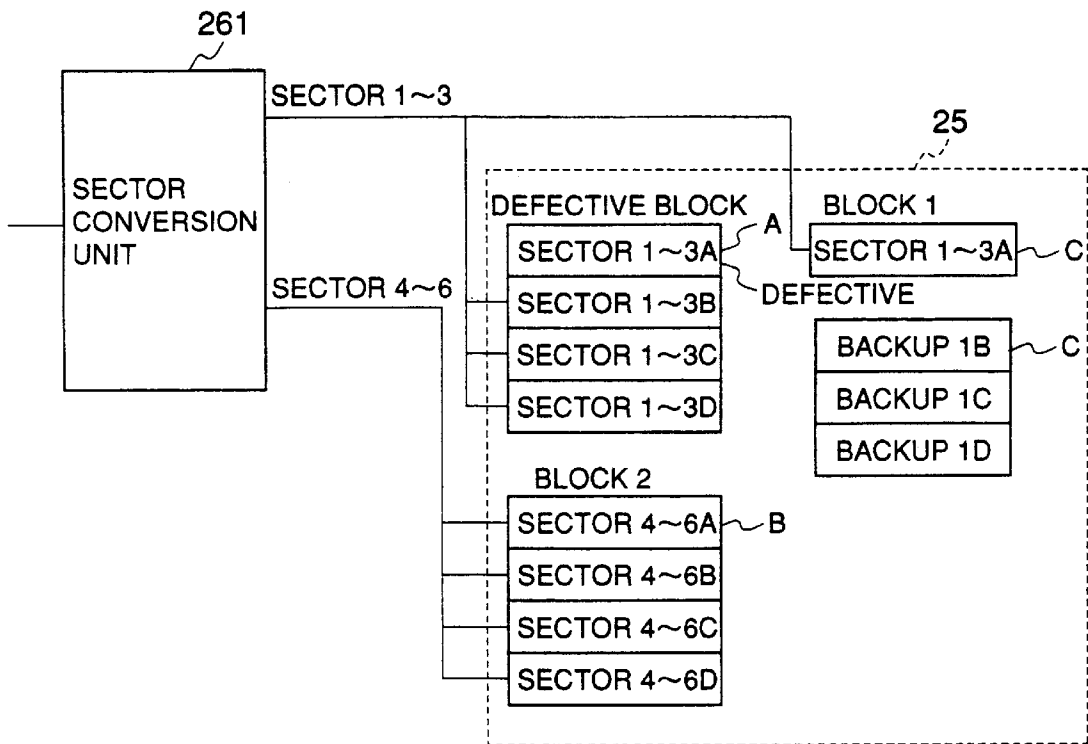 261
SECTOR 1~3
25
SECTOR
CONVERSION
UNIT
DEFECTIVE BLOCK
A
BLOCK 1
SECTOR 1~3A
SECTOR 1~3A
C
DEFECTIVE
SECTOR 4~6
SECTOR 1~3B
SECTOR 1~3C
SECTOR 1~3D
BACKUP 1B
C
BACKUP 1C
BACKUP 1D
BLOCK 2
SECTOR 4~6A
B
SECTOR 4~6B
SECTOR 4~6C
SECTOR 4~6D